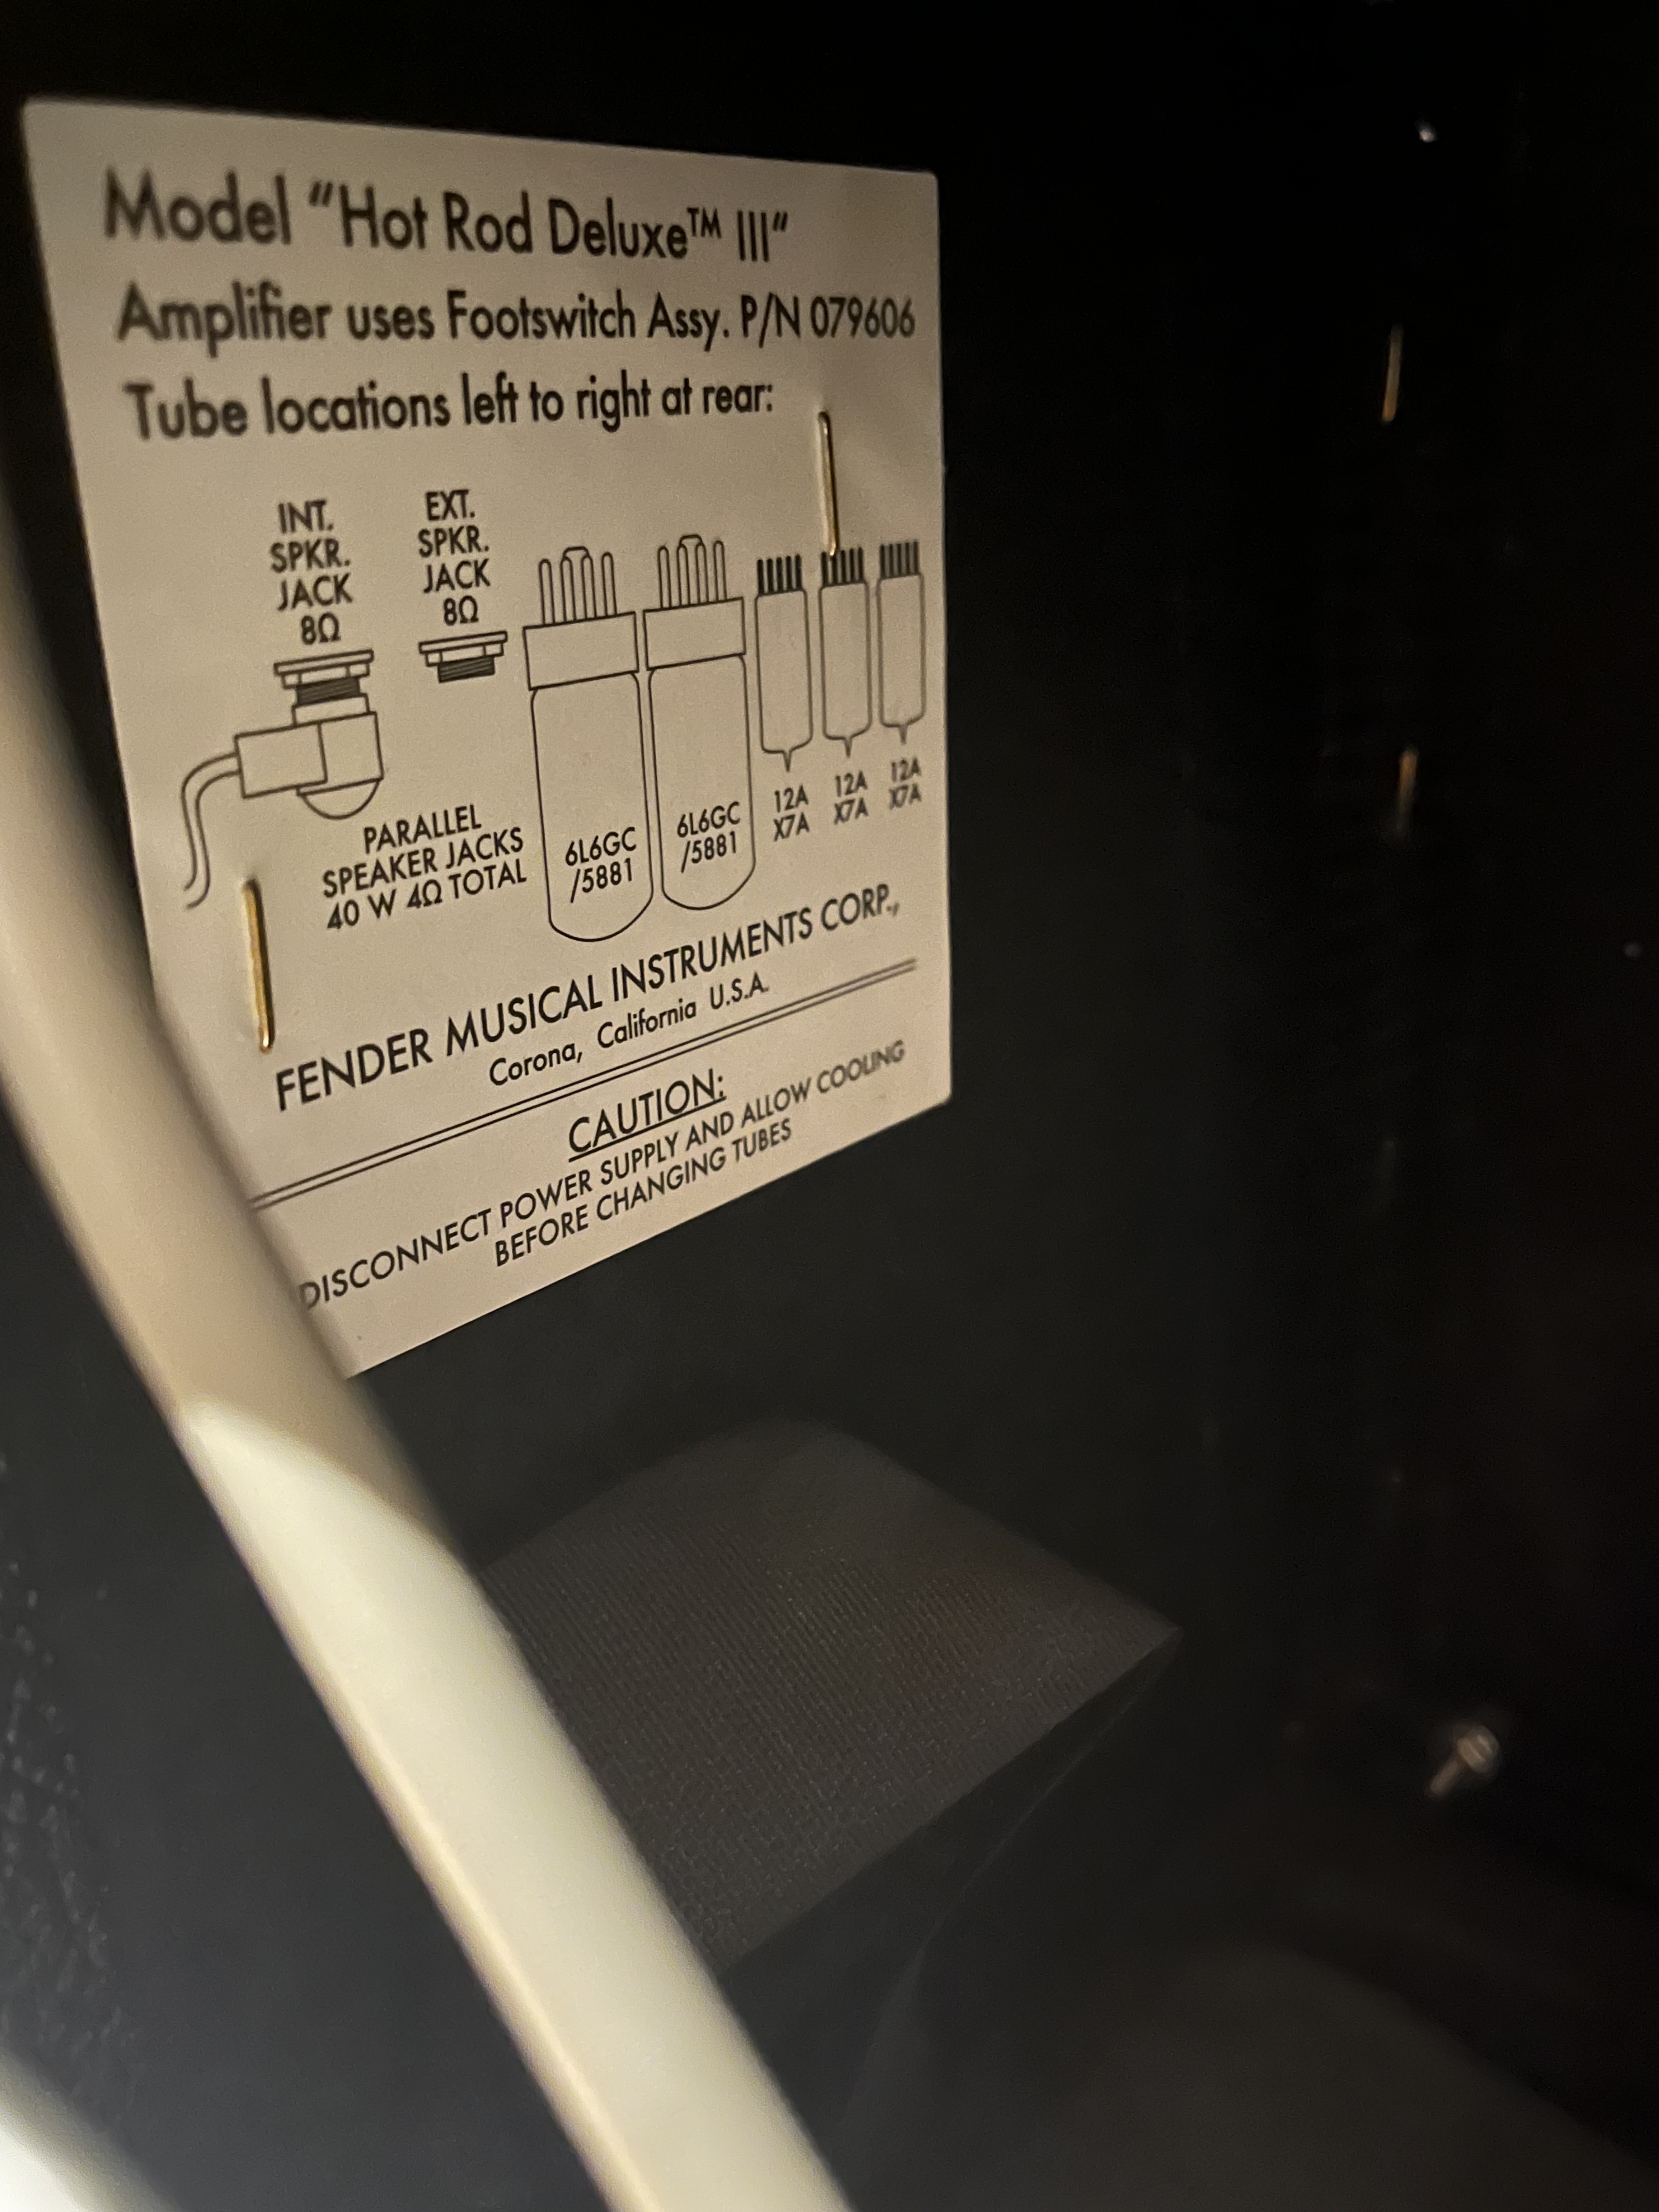 Model “Hot Rod Deluxe™ III“
Amplifier uses Footswitch Assy. P/N 079606
Tube locations left to right at rear:
INT.
SPKR.
JACK
8Ω
EXT.
SPKR.
JACK
8Ω
PARALLEL
SPEAKER JACKS
40 W 4Ω TOTAL
6L6GC
/5881
6L6GC
/5881
12A
X7A
12A
X7A
12A
X7A
FENDER MUSICAL INSTRUMENTS CORP.,
Corona, California U.S.A.
CAUTION:
DISCONNECT POWER SUPPLY AND ALLOW COOLING
BEFORE CHANGING TUBES